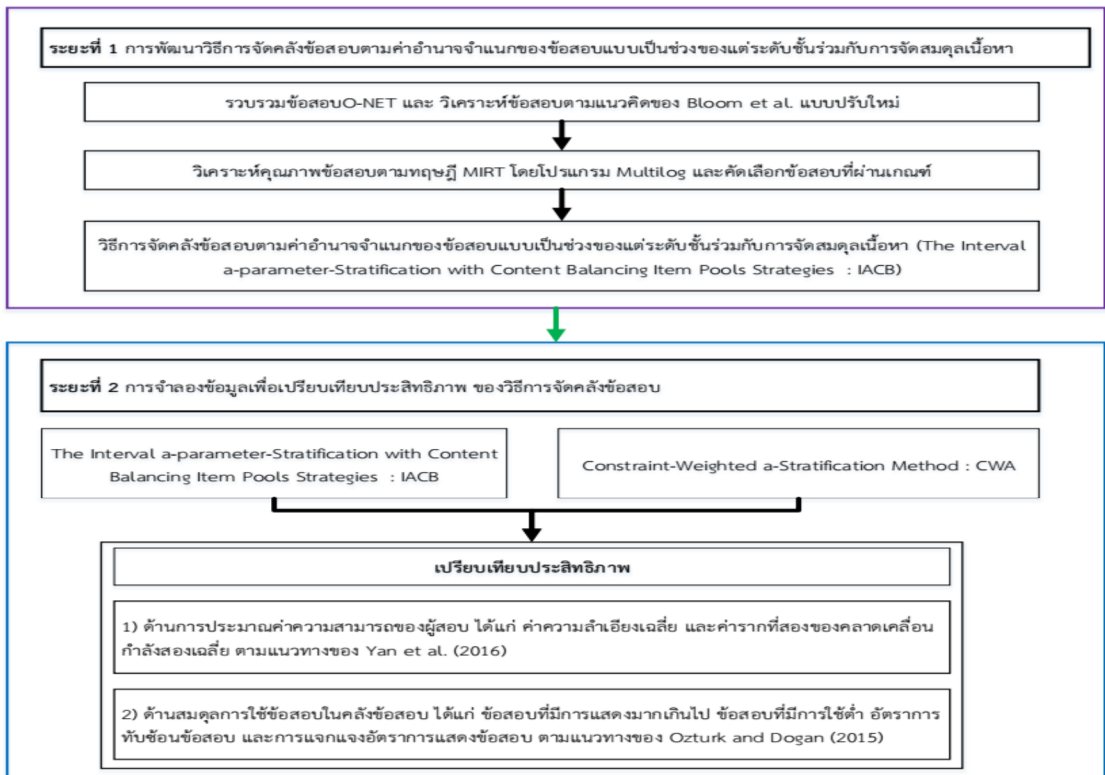 ระยะที่ 1 การพัฒนาวิธีการจัดคลังข้อสอบตามค่าอำนาจจำแนกของข้อสอบแบบเป็นช่วงของแต่ระดับชั้นร่วมกับการจัดสมดุลเนื้อหา
รวบรวมข้อสอบO-NET และ วิเคราะห์ข้อสอบตามแนวคิดของ Bloom et al. แบบปรับใหม่
วิเคราะห์คุณภาพข้อสอบตามทฤษฎี MIRT โดยโปรแกรม Multilog และคัดเลือกข้อสอบที่ผ่านเกณฑ์
วิธีการจัดคลังข้อสอบตามค่าอำนาจจำแนกของข้อสอบแบบเป็นช่วงของแต่ระดับชั้นร่วมกับการจัดสมดุลเนื้อหา (The Interval
a-parameter-Stratification with Content Balancing Item Pools Strategies : IACB)
ระยะที่ 2 การจำลองข้อมูลเพื่อเปรียบเทียบประสิทธิภาพ ของวิธีการจัดคลังข้อสอบ
The Interval a-parameter-Stratification with Content
Balancing Item Pools Strategies : IACB
Constraint-Weighted a-Stratification Method : CWA
เปรียบเทียบประสิทธิภาพ
1) ด้านการประมาณค่าความสามารถของผู้สอบ ได้แก่ ค่าความลำเอียงเฉลี่ย และค่ารากที่สองของคลาดเคลื่อน
กำลังสองเฉลี่ย ตามแนวทางของ Yan et al. (2016)
2) ด้านสมดุลการใช้ข้อสอบในคลังข้อสอบ ได้แก่ ข้อสอบที่มีการแสดงมากเกินไป ข้อสอบที่มีการใช้ต่ำ อัตราการ
ทับซ้อนข้อสอบ และการแจกแจงอัตราการแสดงข้อสอบ ตามแนวทางของ Ozturk and Dogan (2015)